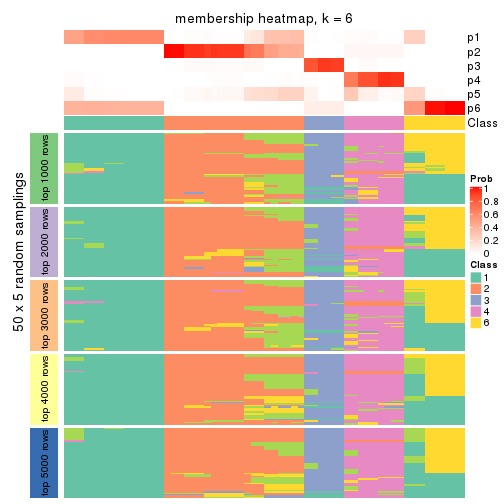 membership heatmap, k = 6
p1
p2
p3
p4
p5
p6
Class
50 x 5 random samplings
top 1000 rows
top 2000 rows
top 3000 rows
top 4000 rows
top 5000 rows
Prob
1
0.8
0.6
0.4
0.2
0
Class
1
2
3
4
5
6